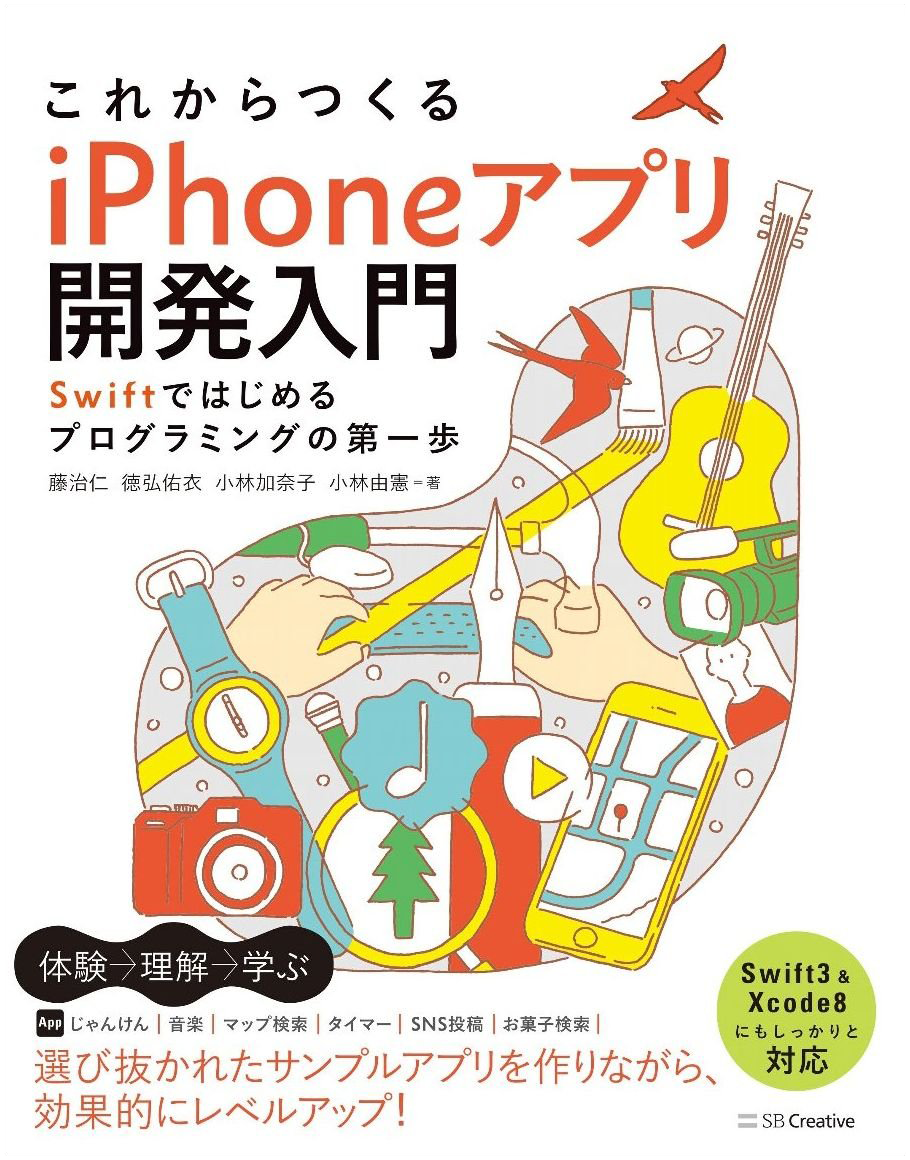 これからつくる
iPhoneアプリ
開発入門
Swiftではじめる
プログラミングの第一歩
藤治仁 徳弘佑衣 小林加奈子 小林由憲＝著
体験→理解→学ぶ
App じゃんけん｜音楽｜マップ検索｜タイマー｜SNS投稿｜お菓子検索｜
選び抜かれたサンプルアプリを作りながら、
効果的にレベルアップ！
Swift3 &
Xcode8
にもしっかりと
対応
SB Creative